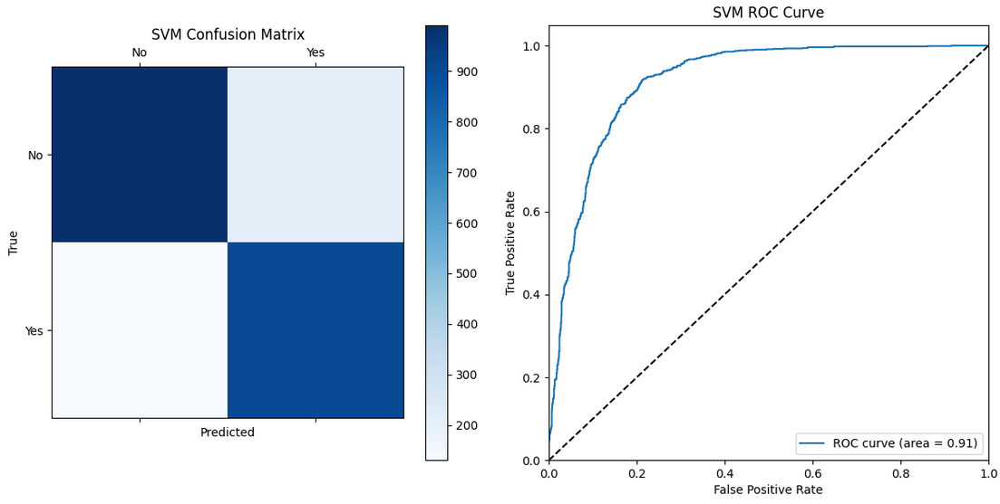 SVM Confusion Matrix
No
Yes
No
Yes
True
Predicted
900
800
700
600
500
400
300
200
SVM ROC Curve
1.0
0.8
0.6
0.4
0.2
0.0
True Positive Rate
ROC curve (area = 0.91)
0.0
0.2
0.4
0.6
0.8
1.0
False Positive Rate